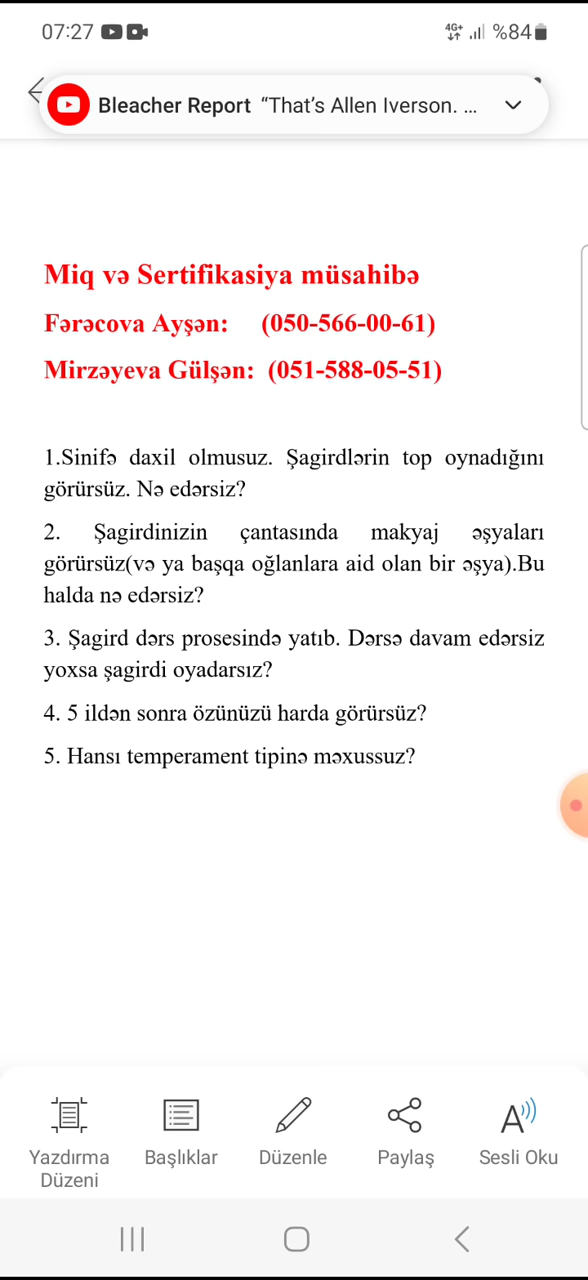 07:27
4G+ %84
Bleacher Report “That’s Allen Iverson. ...
Miq və Sertifikasiya müsahibə
Fərəcova Ayşən: (050-566-00-61)
Mirzəyeva Gülşən: (051-588-05-51)
1.Sinifə daxil olmusuz. Şagirdlərin top oynadığını
görürsüz. Nə edərsiz?
2. Şagirdinizin çantasında makyaj əşyaları
görürsüz(və ya başqa oğlanlara aid olan bir əşya).Bu
halda nə edərsiz?
3. Şagird dərs prosesində yatıb. Dərsə davam edərsiz
yoxsa şagirdi oyadarsız?
4. 5 ildən sonra özünüzü harda görürsüz?
5. Hansı temperament tipinə məxussuz?
Yazdırma
Düzeni
Başlıklar
Düzenle
Paylaş
A
Sesli Oku